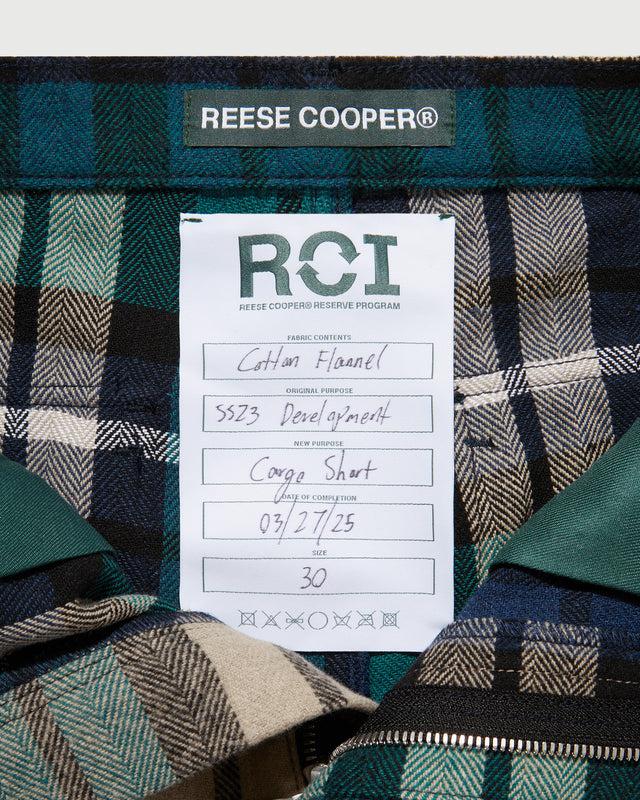 REESE COOPER®
RCI
REESE COOPER® RESERVE PROGRAM
FABRIC CONTENTS
Cotton Flannel
ORIGINAL PURPOSE
SS23 Development
NEW PURPOSE
Cargo Short
DATE OF COMPLETION
03/27/25
SIZE
30